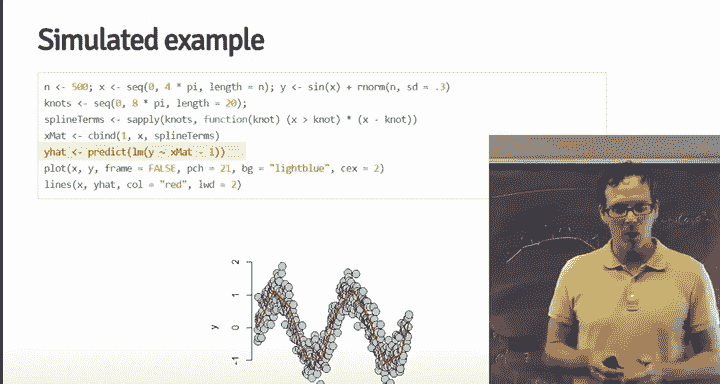 Simulated example
n <- 500; x <- seq(0, 4 * pi, length = n); y <- sin(x) + rnorm(n, sd = .3)
knots <- seq(0, 8 * pi, length = 20);
splineTerms <- sapply(knots, function(knot) (x > knot) * (x - knot))
xMat <- cbind(1, x, splineTerms)
yhat <- predict(lm(y ~ xMat - 1))
plot(x, y, frame = FALSE, pch = 21, bg = "lightblue", cex = 2)
lines(x, yhat, col = "red", lwd = 2)
2
1
y
0
-1